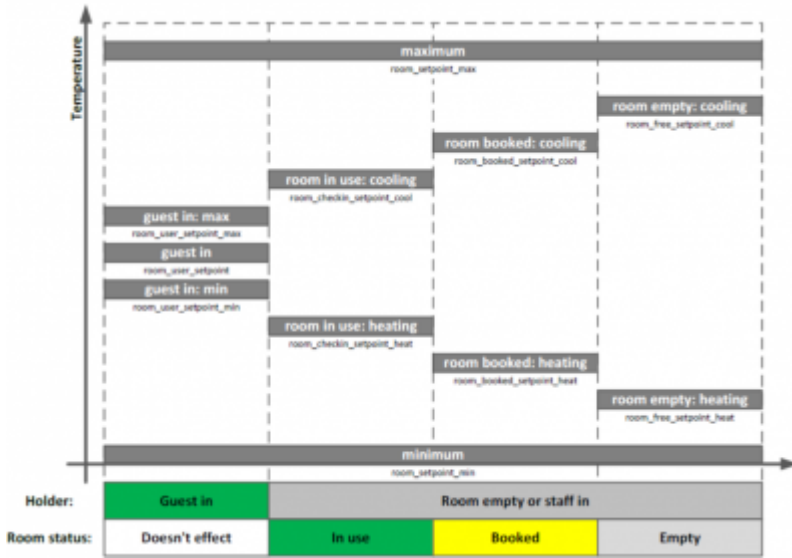 Temperature
maximum
room_setpoint_max
room empty: cooling
room_free_setpoint_cool
room booked: cooling
room_booked_setpoint_cool
room in use: cooling
room_checkin_setpoint_cool
guest in: max
room_user_setpoint_max
guest in
room_user_setpoint
guest in: min
room_user_setpoint_min
room in use: heating
room_checkin_setpoint_heat
room booked: heating
room_booked_setpoint_heat
room empty: heating
room_free_setpoint_heat
minimum
room_setpoint_min
Holder: Guest in Room empty or staff in
Room status: Doesn't effect In use Booked Empty